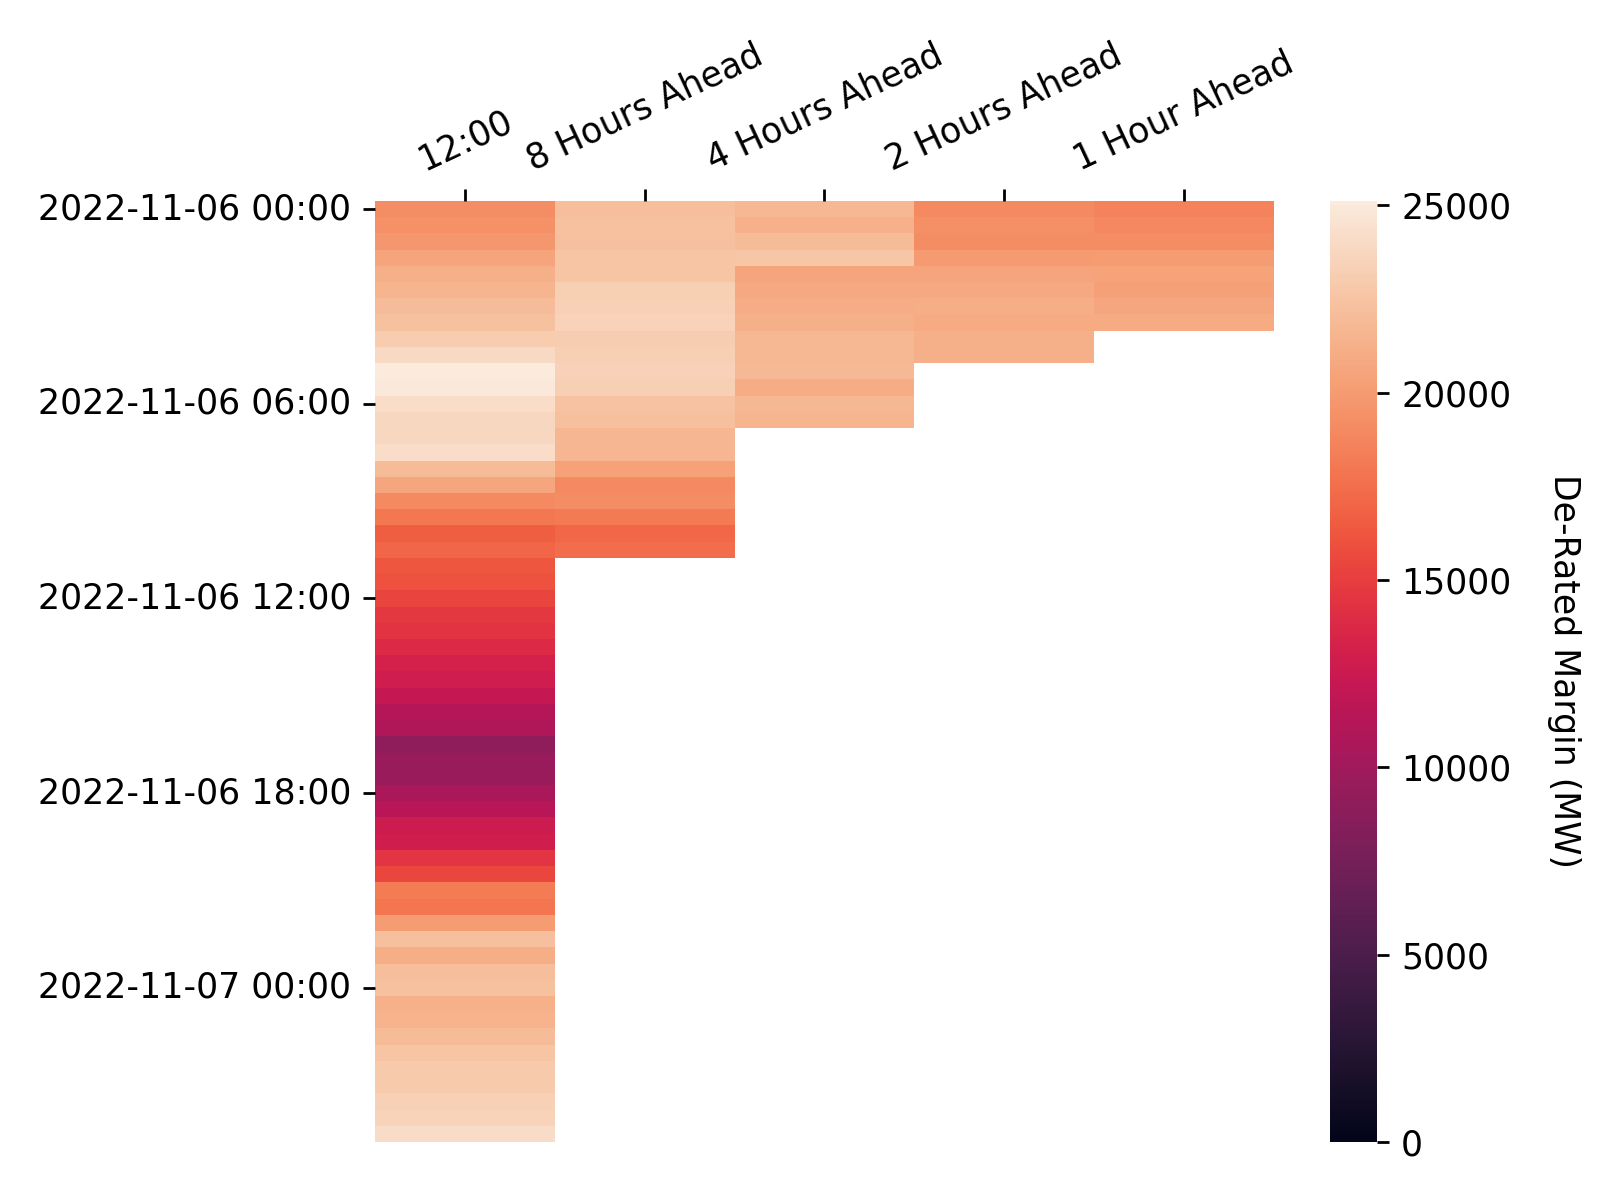 12:00
8 Hours Ahead
4 Hours Ahead
2 Hours Ahead
1 Hour Ahead
2022-11-06 00:00
2022-11-06 06:00
2022-11-06 12:00
2022-11-06 18:00
2022-11-07 00:00
25000
20000
15000
10000
5000
0
De-Rated Margin (MW)